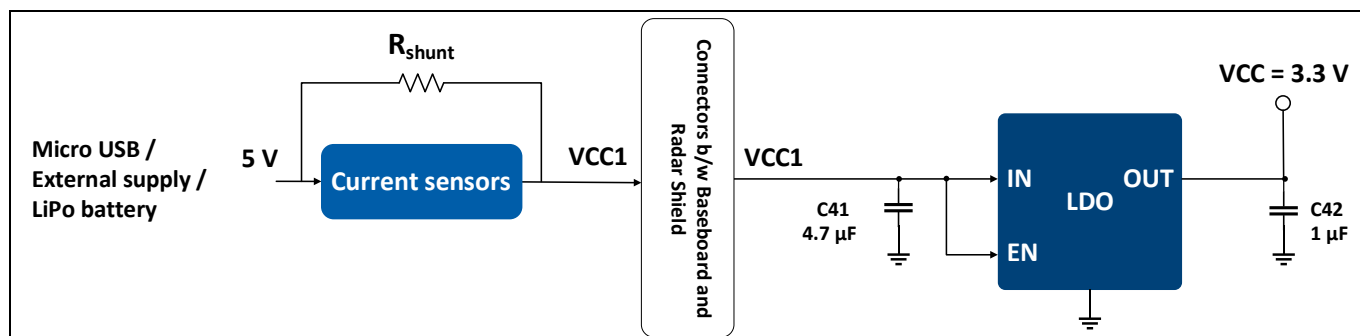 Micro USB /
External supply /
LiPo battery
5 V
R_shunt
Current sensors
VCC1
Connectors b/w Baseboard and
Radar Shield
VCC1
C41
4.7 µF
IN
EN
LDO
OUT
VCC = 3.3 V
C42
1 µF